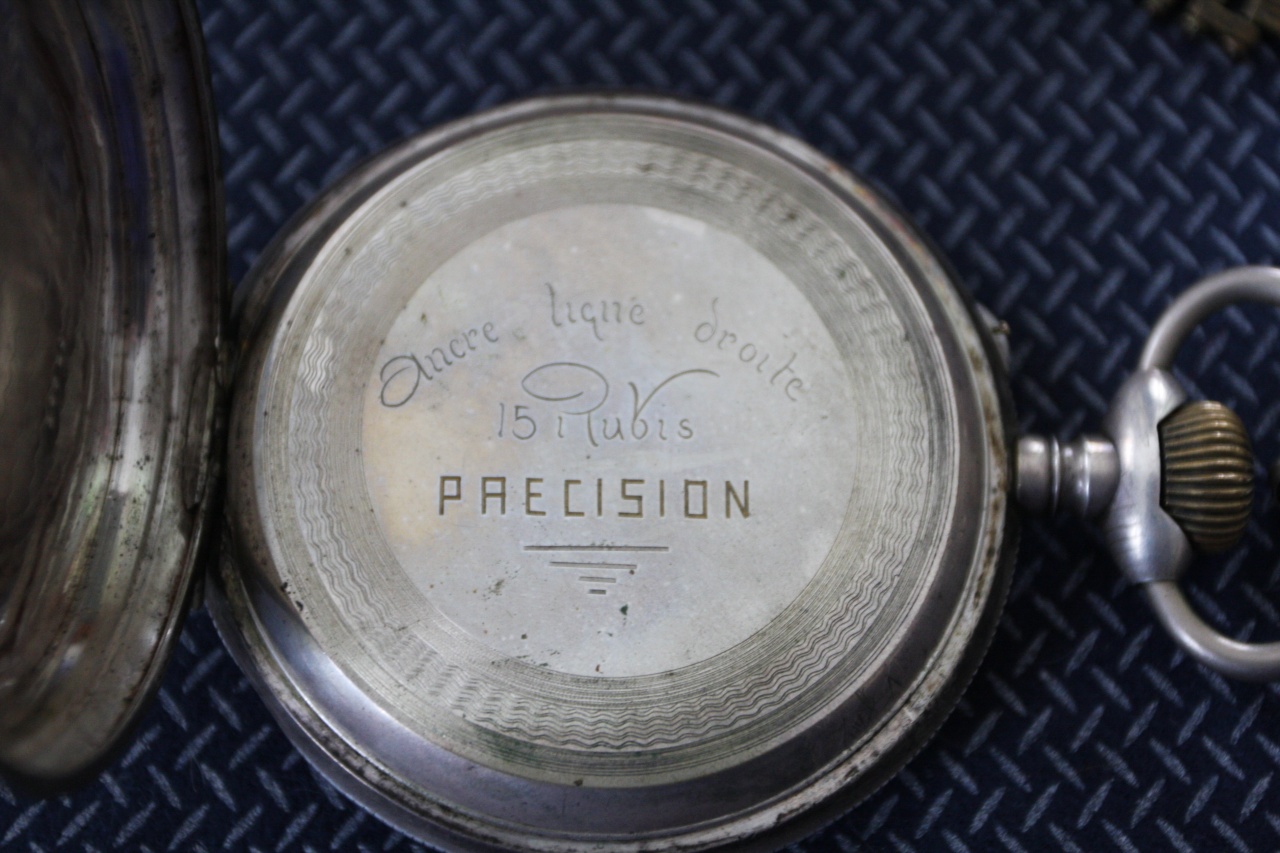 Ancre ligne droite
15 Rubis
PRECISION